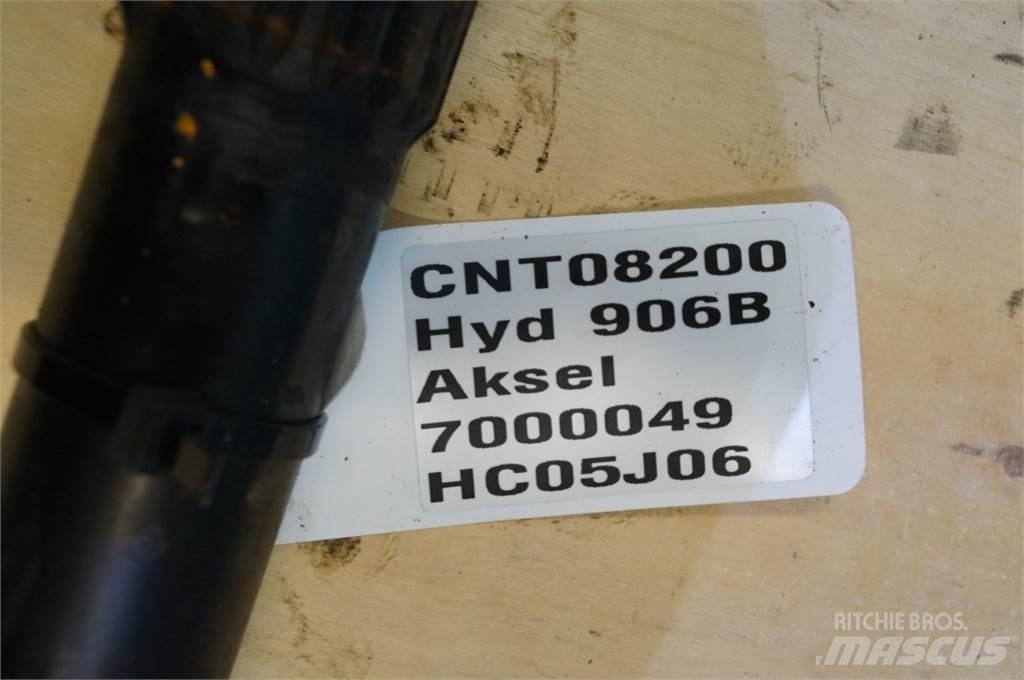 CNT08200
Hyd 906B
Aksel
7000049
HC05J06
RITCHIE BROS.
MASCUS